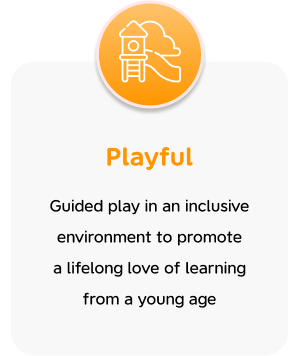 Playful
Guided play in an inclusive
environment to promote
a lifelong love of learning
from a young age